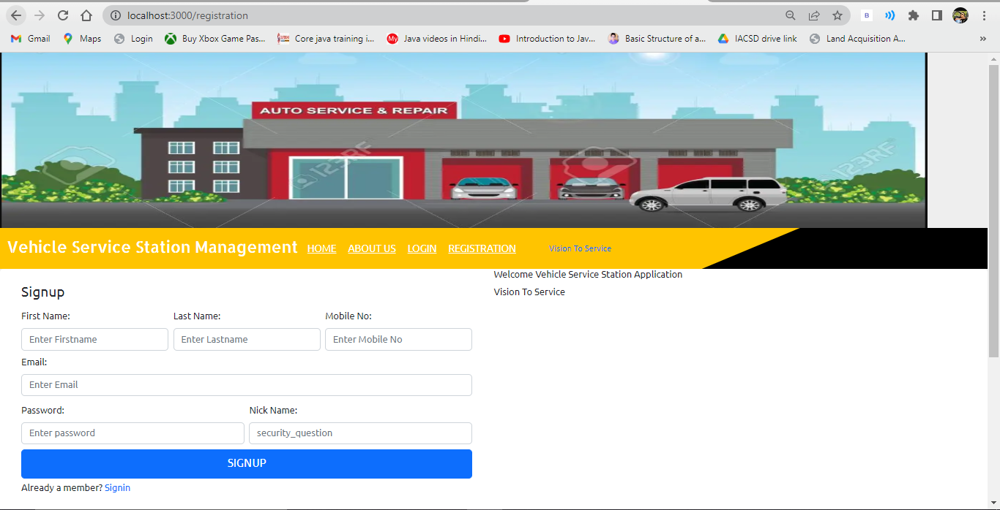 localhost:3000/registration
B
Gmail Maps Login Buy Xbox Game Pas... Core java training i... My Java videos in Hindi... Introduction to Jav... Basic Structure of a... IACSD drive link Land Acquisition A... »
AUTO SERVICE & REPAIR
123RF
123RF
123RF
Vehicle Service Station Management HOME ABOUT US LOGIN REGISTRATION Vision To Service
Welcome Vehicle Service Station Application
Vision To Service
Signup
First Name: Last Name: Mobile No:
Enter Firstname Enter Lastname Enter Mobile No
Email:
Enter Email
Password: Nick Name:
Enter password security_question
SIGNUP
Already a member? Signin